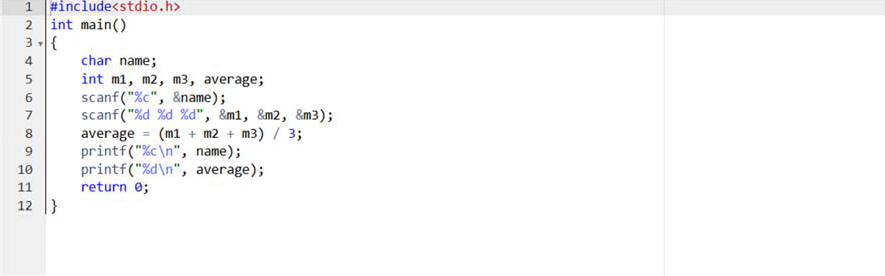 1 #include<stdio.h>
2 int main()
3 {
4 char name;
5 int m1, m2, m3, average;
6 scanf("%c", &name);
7 scanf("%d %d %d", &m1, &m2, &m3);
8 average = (m1 + m2 + m3) / 3;
9 printf("%c\n", name);
10 printf("%d\n", average);
11 return 0;
12 }